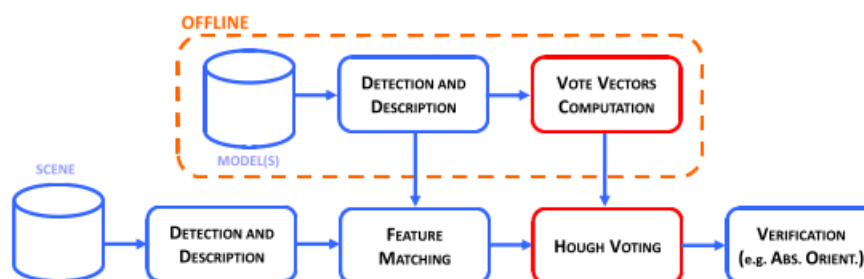 OFFLINE
DETECTION AND
DESCRIPTION
VOTE VECTORS
COMPUTATION
MODEL(S)
SCENE
DETECTION AND
DESCRIPTION
FEATURE
MATCHING
HOUGH VOTING
VERIFICATION
(e.g. ABS. ORIENT.)